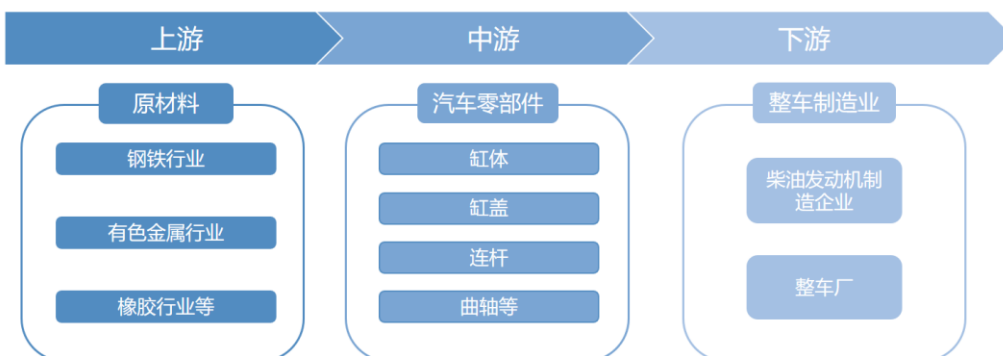 上游
中游
下游
原材料
钢铁行业
有色金属行业
橡胶行业等
汽车零部件
缸体
缸盖
连杆
曲轴等
整车制造业
柴油发动机制
造企业
整车厂